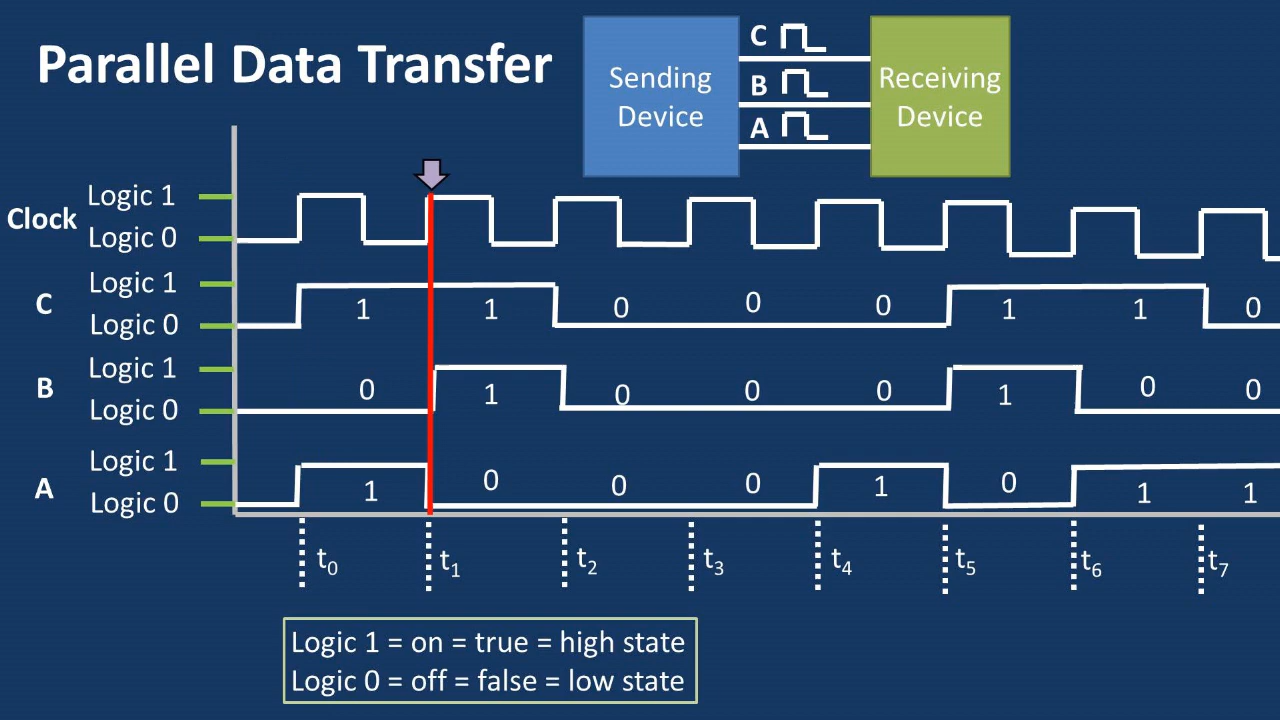 Parallel Data Transfer
Sending
Device
C
B
A
Receiving
Device
Clock
Logic 1
Logic 0
C
Logic 1
Logic 0
1 1 0 0 0 1 1 0
B
Logic 1
Logic 0
0 1 0 0 0 1 0 0
A
Logic 1
Logic 0
1 0 0 0 1 0 1 1
t0 t1 t2 t3 t4 t5 t6 t7
Logic 1 = on = true = high state
Logic 0 = off = false = low state